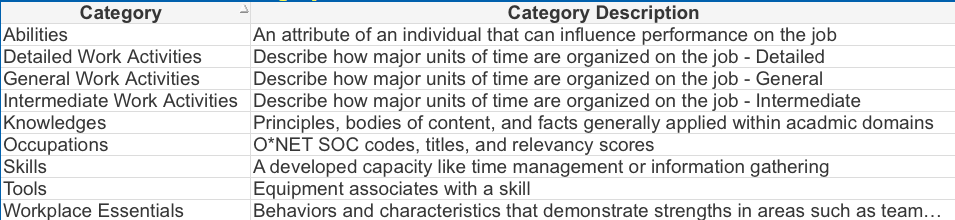 Category Category Description
Abilities An attribute of an individual that can influence performance on the job
Detailed Work Activities Describe how major units of time are organized on the job - Detailed
General Work Activities Describe how major units of time are organized on the job - General
Intermediate Work Activities Describe how major units of time are organized on the job - Intermediate
Knowledges Principles, bodies of content, and facts generally applied within acadmic domains
Occupations O*NET SOC codes, titles, and relevancy scores
Skills A developed capacity like time management or information gathering
Tools Equipment associates with a skill
Workplace Essentials Behaviors and characteristics that demonstrate strengths in areas such as team…